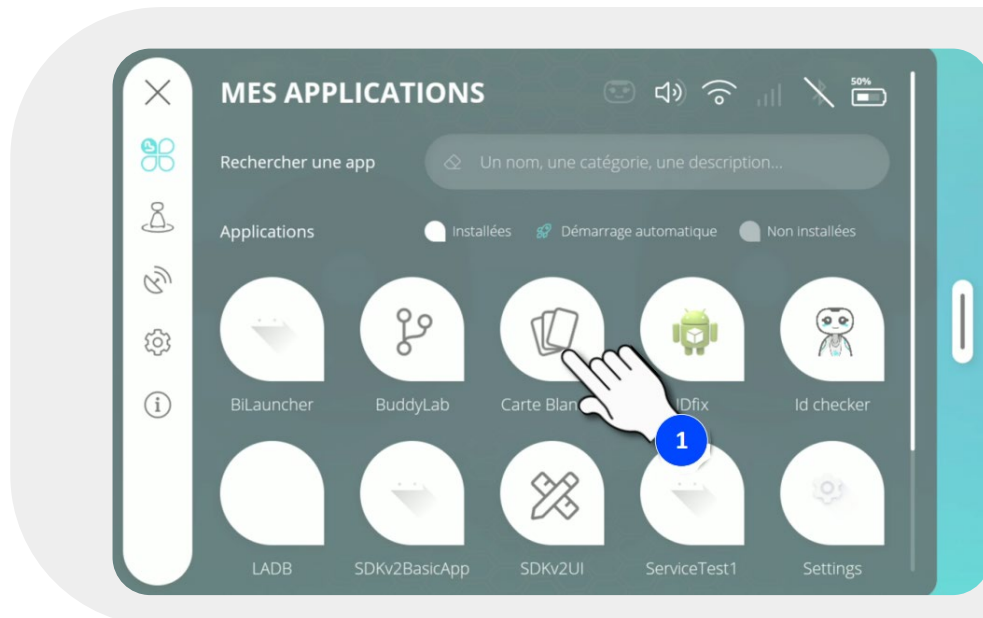 MES APPLICATIONS
50%
Rechercher une app
Un nom, une catégorie, une description...
Applications
Installées
Démarrage automatique
Non installées
BiLauncher
BuddyLab
Carte Blan
IDfix
Id checker
1
LADB
SDKv2BasicApp
SDKv2UI
ServiceTest1
Settings